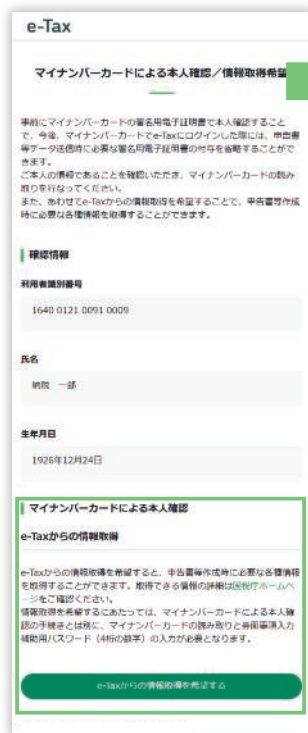 e-Tax
マイナンバーカードによる本人確認／情報取得希望
事前にマイナンバーカードの署名用電子証明書で本人確認すること
で、今後、マイナンバーカードでe-Taxにログインした際には、申告書
等データ送信時に必要な署名用電子証明書の付与を省略することがで
きます。
ご本人の情報であることを確認いただき、マイナンバーカードの読み
取りを行なってください。
また、あわせてe-Taxからの情報取得を希望することで、申告書等作成
時に必要な各種情報を取得することができます。
確認情報
利用者識別番号
1640 0121 0091 0009
氏名
納税 一部
生年月日
1926年12月24日
マイナンバーカードによる本人確認
e-Taxからの情報取得
e-Taxからの情報取得を希望すると、申告書等作成時に必要な各種情報
を取得することができます。取得できる情報の詳細は国税庁ホームペ
ージをご確認ください。
情報取得を希望するにあたっては、マイナンバーカードによる本人確
認の手続きとは別に、マイナンバーカードの読み取りと券面事項入力
補助用パスワード（4桁の数字）の入力が必要となります。
e-Taxからの情報取得を希望する